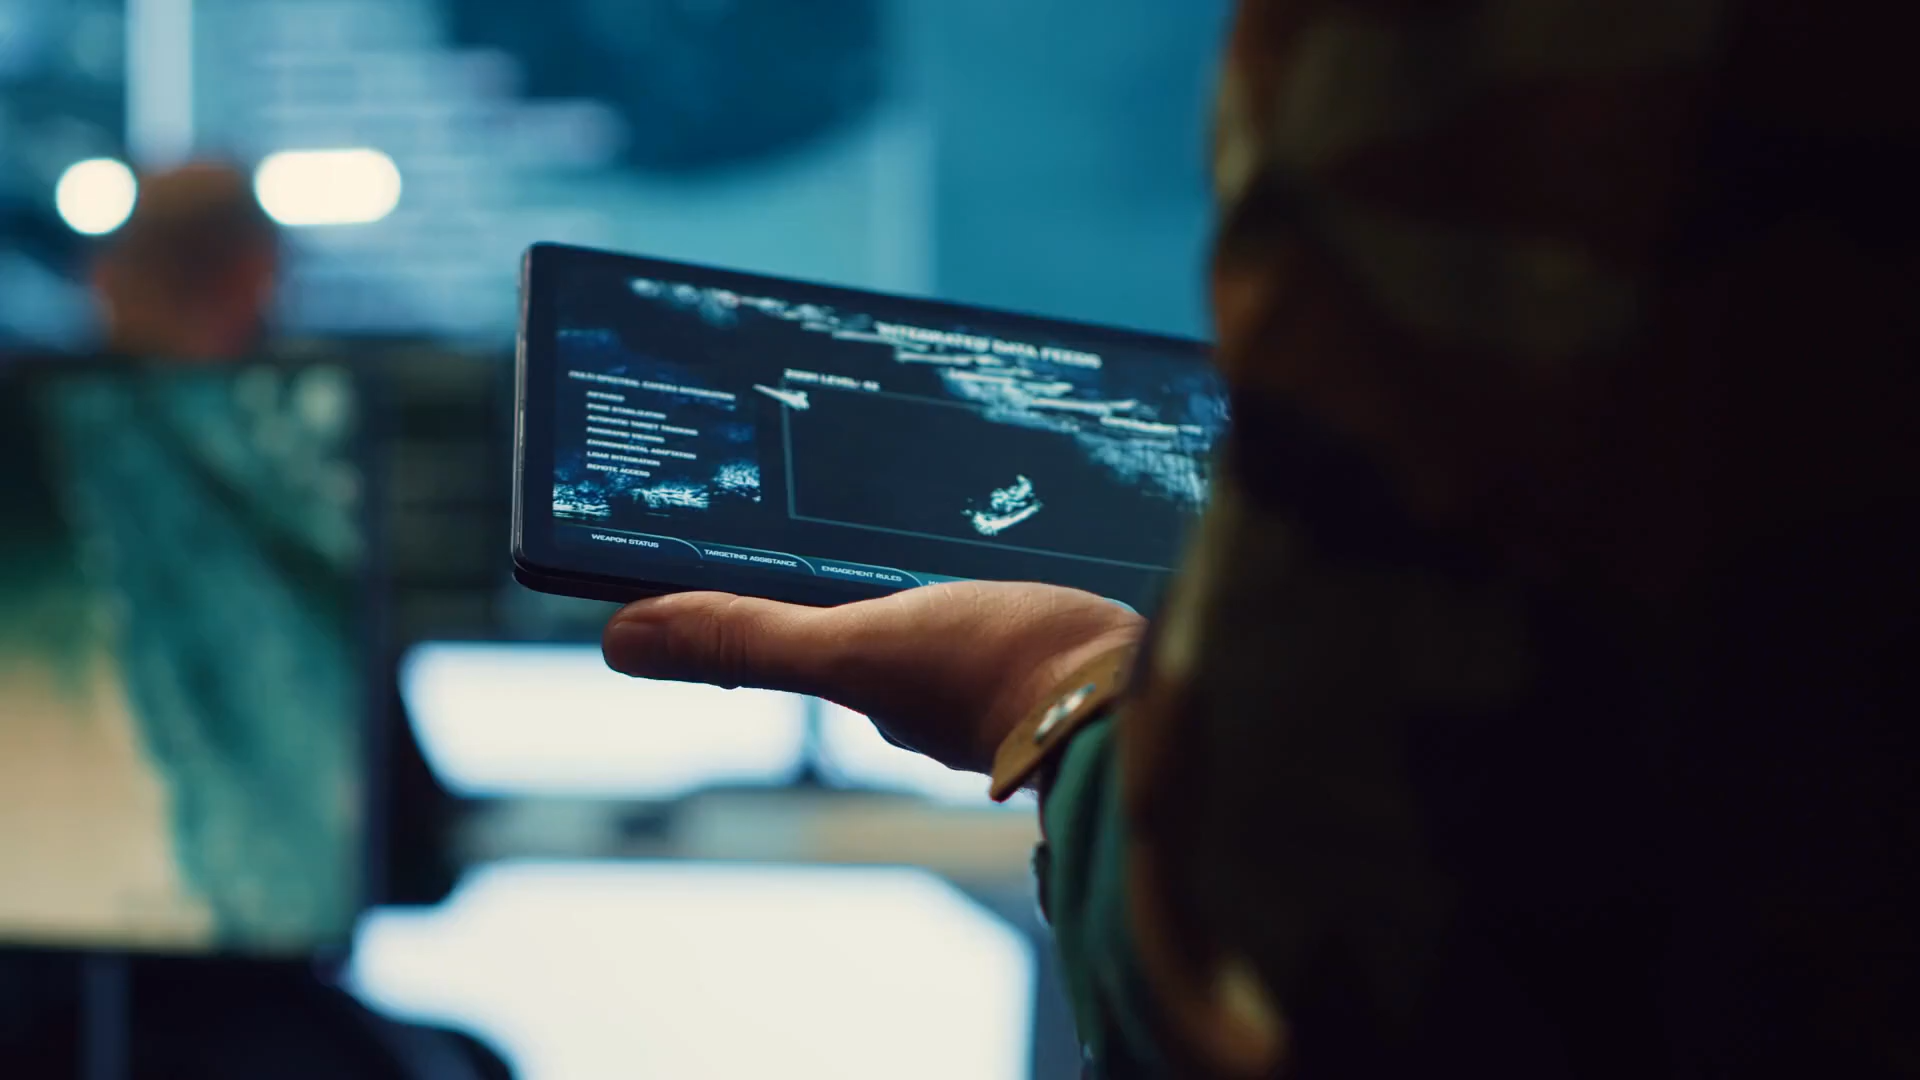 INTEGRATED DATA FEEDS
ZOOM LEVEL:
MULTI-SPECTRAL CAMERA INTEGRATION
INFRARED
IMAGE STABILIZATION
AUTOMATIC TARGET TRACKING
PANORAMIC VIEWING
ENVIRONMENTAL ADAPTATION
LIDAR INTEGRATION
REMOTE ACCESS
WEAPON STATUS
TARGETING ASSISTANCE
ENGAGEMENT RULES